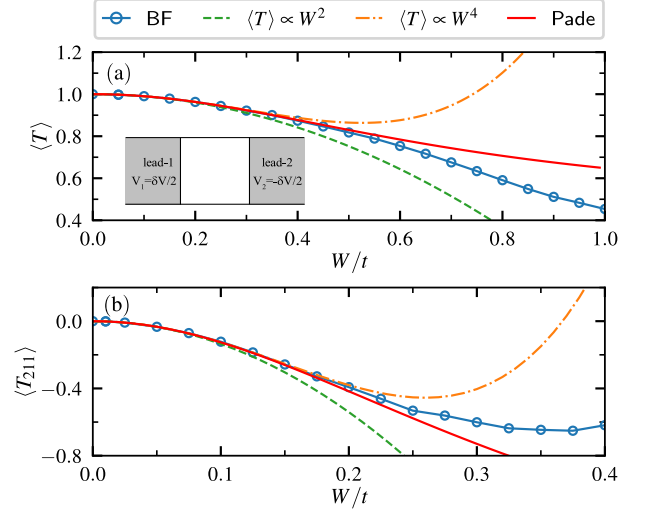 BF ⟨T⟩ ∝ W² ⟨T⟩ ∝ W⁴ Pade
(a)
1.2
1.0
0.8
0.6
0.4
⟨T⟩
lead-1 lead-2
V₁=δV/2 V₂=-δV/2
0.0 0.2 0.4 0.6 0.8 1.0
W/t
(b)
0.0
−0.4
−0.8
⟨T₂₁₁⟩
0.0 0.1 0.2 0.3 0.4
W/t